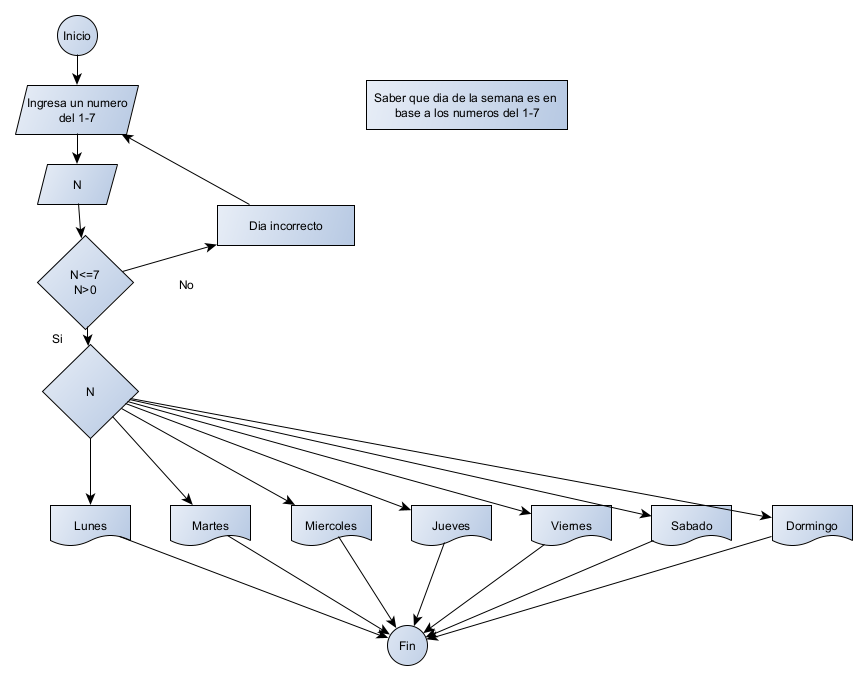 Inicio
Ingresa un numero
del 1-7
Saber que dia de la semana es en
base a los numeros del 1-7
N
Dia incorrecto
N<=7
N>0
No
Si
N
Lunes
Martes
Miercoles
Jueves
Viernes
Sabado
Dormingo
Fin